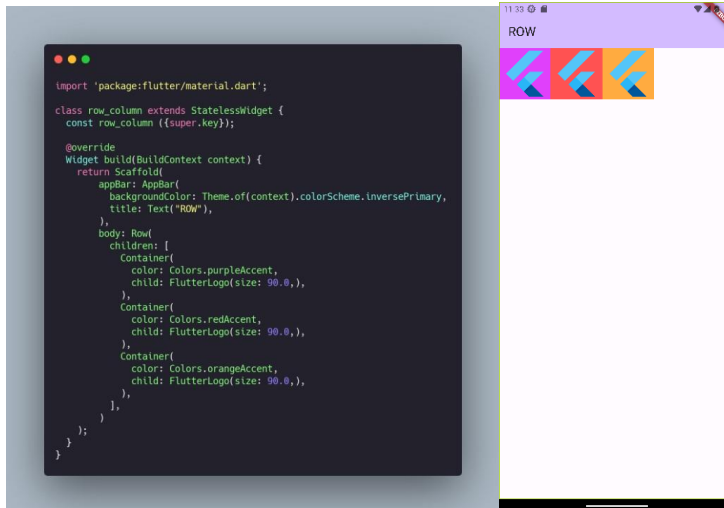 import 'package:flutter/material.dart';
class row_column extends StatelessWidget {
const row_column ({super.key});
@override
Widget build(BuildContext context) {
return Scaffold(
appBar: AppBar(
backgroundColor: Theme.of(context).colorScheme.inversePrimary,
title: Text("ROW"),
),
body: Row(
children: [
Container(
color: Colors.purpleAccent,
child: FlutterLogo(size: 90.0,),
),
Container(
color: Colors.redAccent,
child: FlutterLogo(size: 90.0,),
),
Container(
color: Colors.orangeAccent,
child: FlutterLogo(size: 90.0,),
),
],
)
);
}
}
ROW